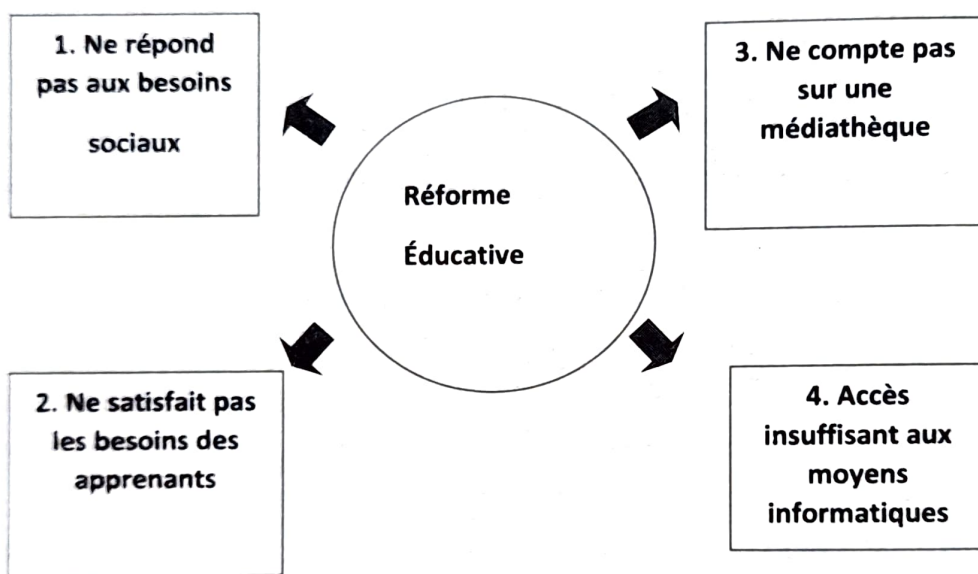 1. Ne répond
pas aux besoins
sociaux
3. Ne compte pas
sur une
médiathèque
Réforme
Éducative
2. Ne satisfait pas
les besoins des
apprenants
4. Accès
insuffisant aux
moyens
informatiques